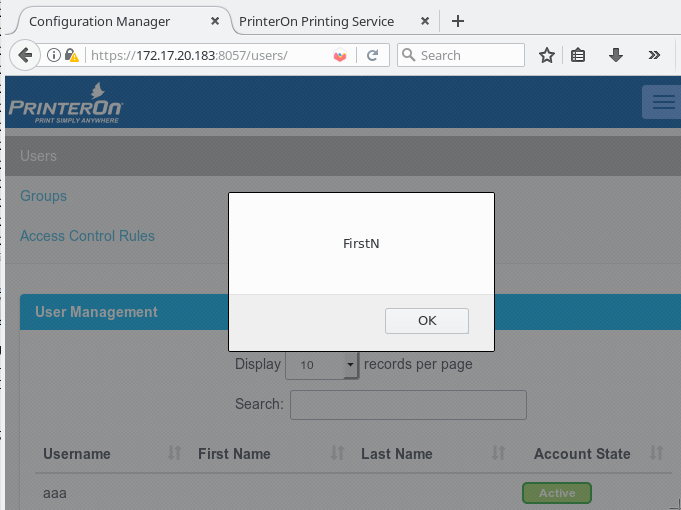 Configuration Manager × PrinterOn Printing Service × +
https://172.17.20.183:8057/users/ Search
PRINTERON
PRINT SIMPLY ANYWHERE
Users
Groups
Access Control Rules
FirstN
OK
User Management
Display 10 records per page
Search:
Username First Name Last Name Account State
aaa Active